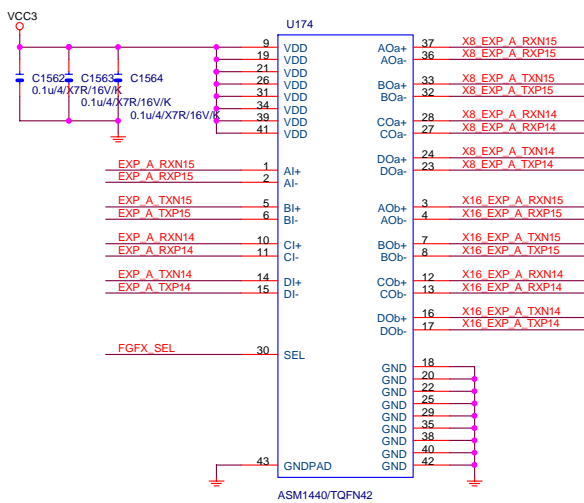 VCC3
U174
C1562
0.1u/4/X7R/16V/K
C1563
0.1u/4/X7R/16V/K
C1564
0.1u/4/X7R/16V/K
9 VDD AOa+ 37 X8_EXP_A_RXN15
19 VDD AOa- 36 X8_EXP_A_RXP15
21 VDD
26 VDD BOa+ 33 X8_EXP_A_TXN15
31 VDD BOa- 32 X8_EXP_A_TXP15
34 VDD
39 VDD COa+ 28 X8_EXP_A_RXN14
41 VDD COa- 27 X8_EXP_A_RXP14
DOa+ 24 X8_EXP_A_TXN14
EXP_A_RXN15 1 AI+ DOa- 23 X8_EXP_A_TXP14
EXP_A_RXP15 2 AI-
EXP_A_TXN15 5 BI+ AOb+ 3 X16_EXP_A_RXN15
EXP_A_TXP15 6 BI- AOb- 4 X16_EXP_A_RXP15
EXP_A_RXN14 10 CI+ BOb+ 7 X16_EXP_A_TXN15
EXP_A_RXP14 11 CI- BOb- 8 X16_EXP_A_TXP15
EXP_A_TXN14 14 DI+ COb+ 12 X16_EXP_A_RXN14
EXP_A_TXP14 15 DI- COb- 13 X16_EXP_A_RXP14
DOb+ 16 X16_EXP_A_TXN14
DOb- 17 X16_EXP_A_TXP14
FGFX_SEL 30 SEL
GND 18
GND 20
GND 22
GND 25
GND 29
GND 35
GND 38
GND 40
43 GNDPAD GND 42
ASM1440/TQFN42